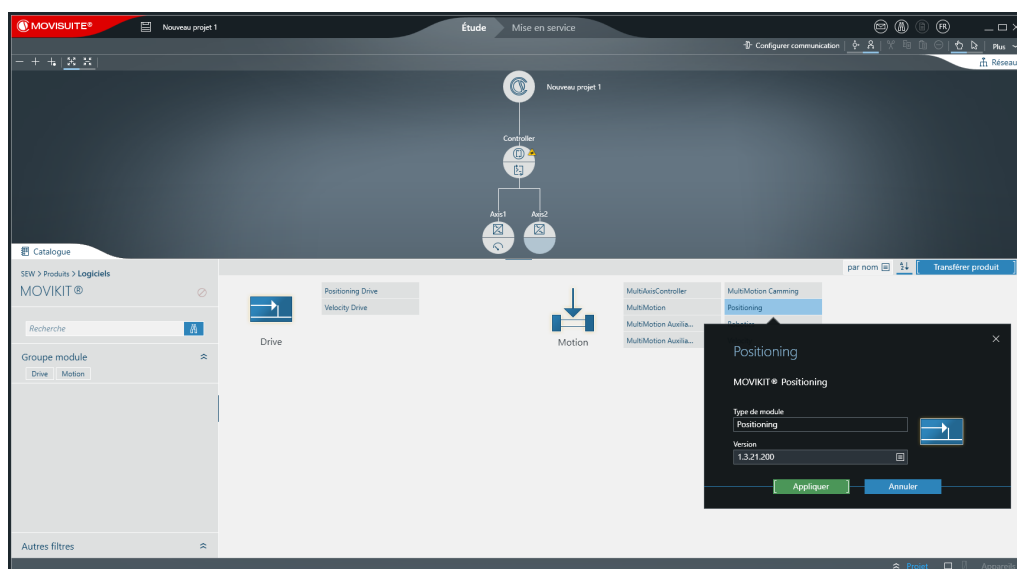 MOVISUITE®
Nouveau projet 1
Étude
Mise en service
FR
Configurer communication
Plus
Réseau
Nouveau projet 1
Controller
Axis1
Axis2
Catalogue
SEW > Produits > Logiciels
MOVIKIT®
par nom
Transférer produit
Recherche
Groupe module
Drive
Motion
Autres filtres
Drive
Positioning Drive
Velocity Drive
Motion
MultiAxisController
MultiMotion Camming
MultiMotion
Positioning
MultiMotion Auxilia...
Robotics
MultiMotion Auxilia...
Positioning
MOVIKIT® Positioning
Type de module
Positioning
Version
1.3.21.200
Appliquer
Annuler
Projet
Appareils